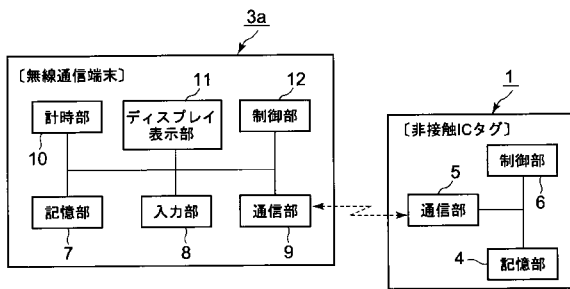 3a
〔無線通信端末〕
11
12
計時部
ディスプレイ
表示部
制御部
10
記憶部
入力部
通信部
7
8
9
1
〔非接触ICタグ〕
制御部
5
6
通信部
4
記憶部